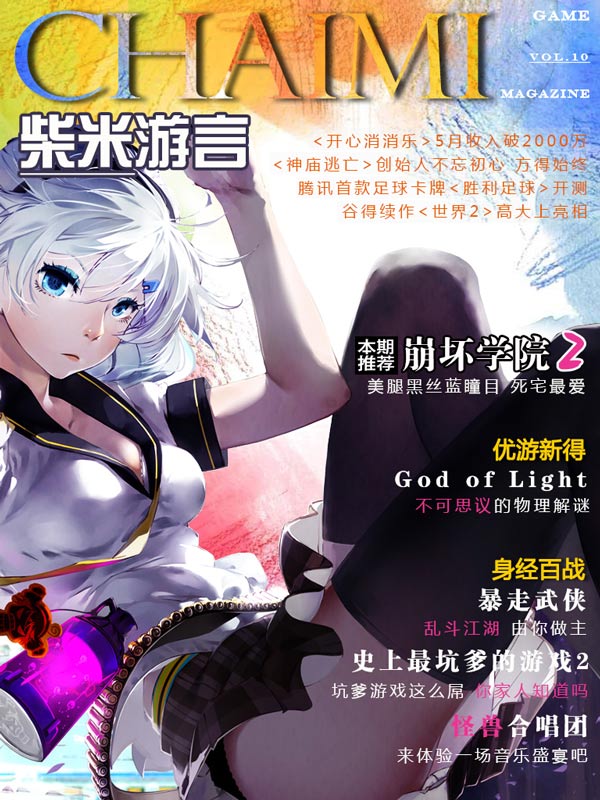 CHAIMI
GAME
VOL.10
MAGAZINE
柴米游言
<开心消消乐>5月收入破2000万
<神庙逃亡>创始人不忘初心 方得始终
腾讯首款足球卡牌<胜利足球>开测
谷得续作<世界2>高大上亮相
本期推荐
崩坏学院2
美腿黑丝蓝瞳目 死宅最爱
优游新得
God of Light
不可思议的物理解谜
身经百战
暴走武侠
乱斗江湖 由你做主
史上最坑爹的游戏2
坑爹游戏这么屌 你家人知道吗
怪兽合唱团
来体验一场音乐盛宴吧